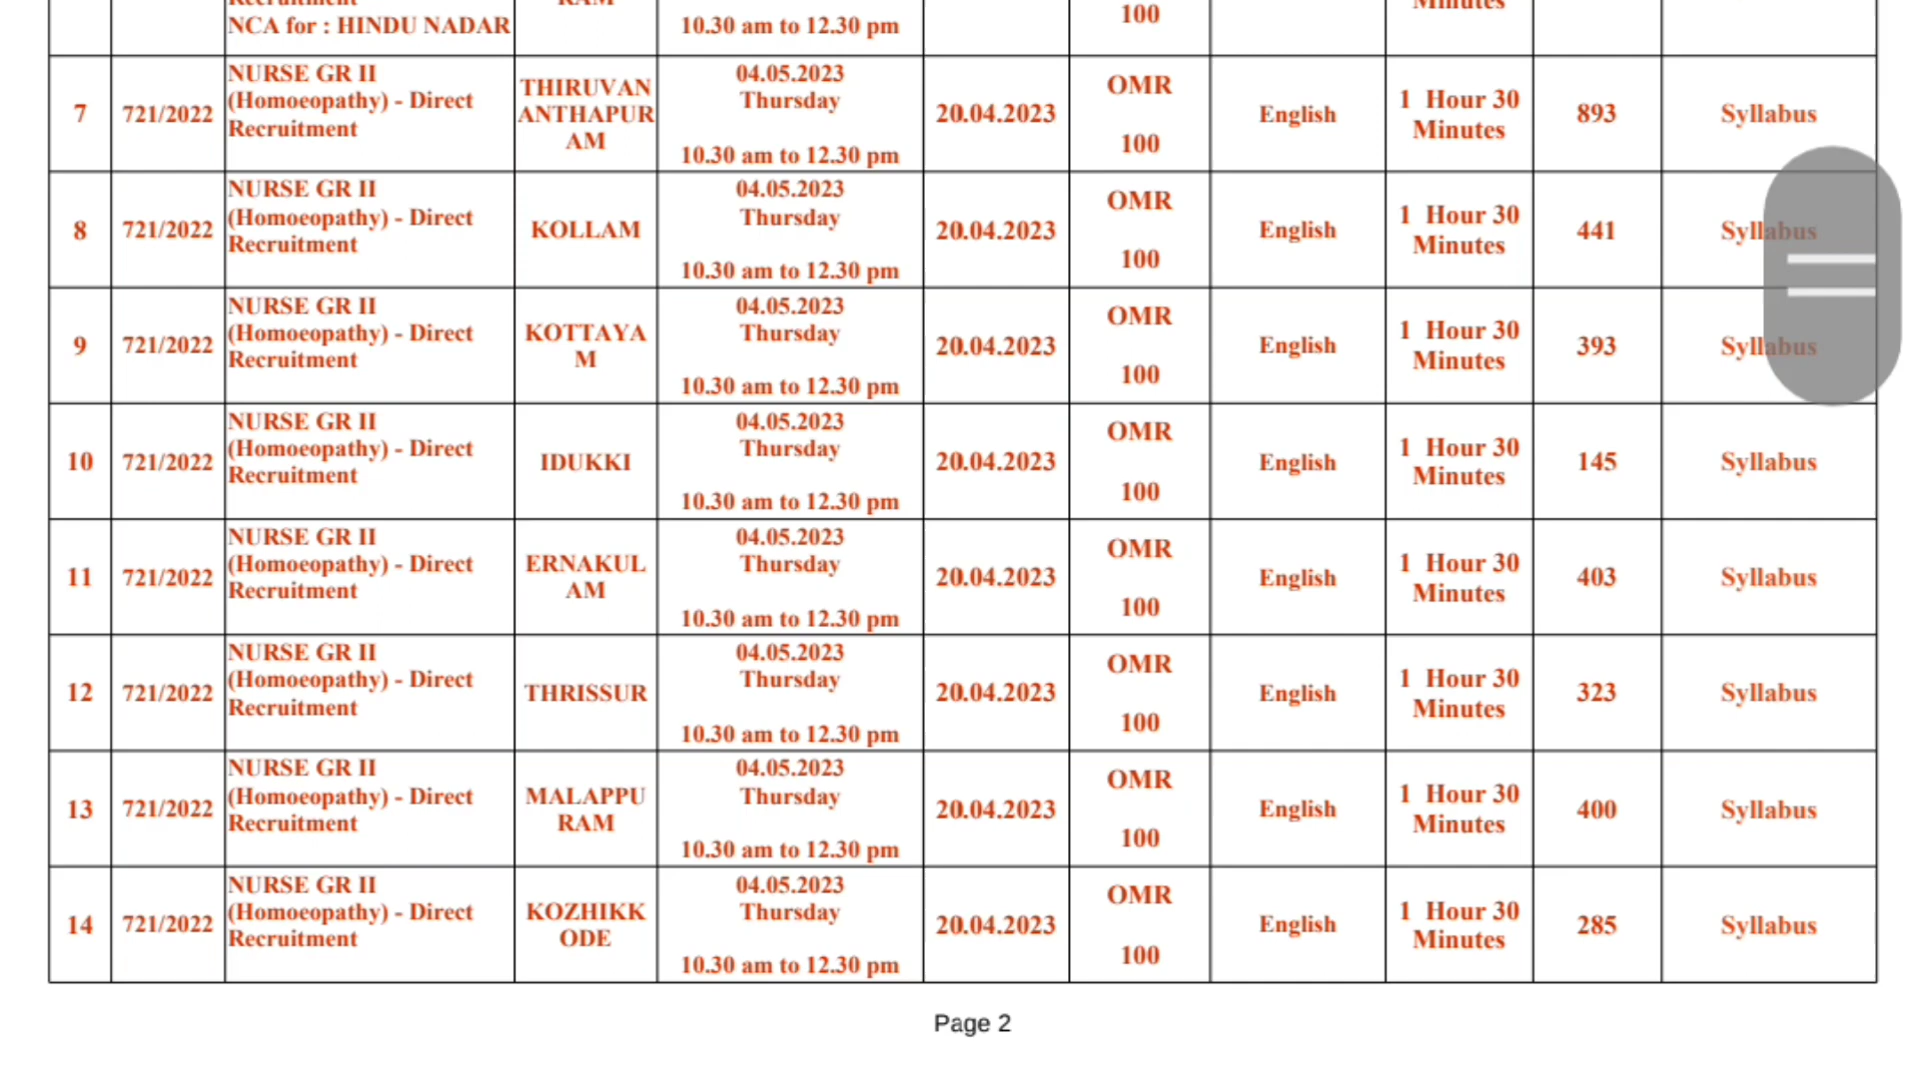 NCA for : HINDU NADAR
10.30 am to 12.30 pm
100
7
721/2022
NURSE GR II
(Homoeopathy) - Direct
Recruitment
THIRUVAN
ANTHAPUR
AM
04.05.2023
Thursday
10.30 am to 12.30 pm
20.04.2023
OMR
100
English
1 Hour 30
Minutes
893
Syllabus
8
721/2022
NURSE GR II
(Homoeopathy) - Direct
Recruitment
KOLLAM
04.05.2023
Thursday
10.30 am to 12.30 pm
20.04.2023
OMR
100
English
1 Hour 30
Minutes
441
Syllabus
9
721/2022
NURSE GR II
(Homoeopathy) - Direct
Recruitment
KOTTAYA
M
04.05.2023
Thursday
10.30 am to 12.30 pm
20.04.2023
OMR
100
English
1 Hour 30
Minutes
393
Syllabus
10
721/2022
NURSE GR II
(Homoeopathy) - Direct
Recruitment
IDUKKI
04.05.2023
Thursday
10.30 am to 12.30 pm
20.04.2023
OMR
100
English
1 Hour 30
Minutes
145
Syllabus
11
721/2022
NURSE GR II
(Homoeopathy) - Direct
Recruitment
ERNAKUL
AM
04.05.2023
Thursday
10.30 am to 12.30 pm
20.04.2023
OMR
100
English
1 Hour 30
Minutes
403
Syllabus
12
721/2022
NURSE GR II
(Homoeopathy) - Direct
Recruitment
THRISSUR
04.05.2023
Thursday
10.30 am to 12.30 pm
20.04.2023
OMR
100
English
1 Hour 30
Minutes
323
Syllabus
13
721/2022
NURSE GR II
(Homoeopathy) - Direct
Recruitment
MALAPPU
RAM
04.05.2023
Thursday
10.30 am to 12.30 pm
20.04.2023
OMR
100
English
1 Hour 30
Minutes
400
Syllabus
14
721/2022
NURSE GR II
(Homoeopathy) - Direct
Recruitment
KOZHIKK
ODE
04.05.2023
Thursday
10.30 am to 12.30 pm
20.04.2023
OMR
100
English
1 Hour 30
Minutes
285
Syllabus
Page 2